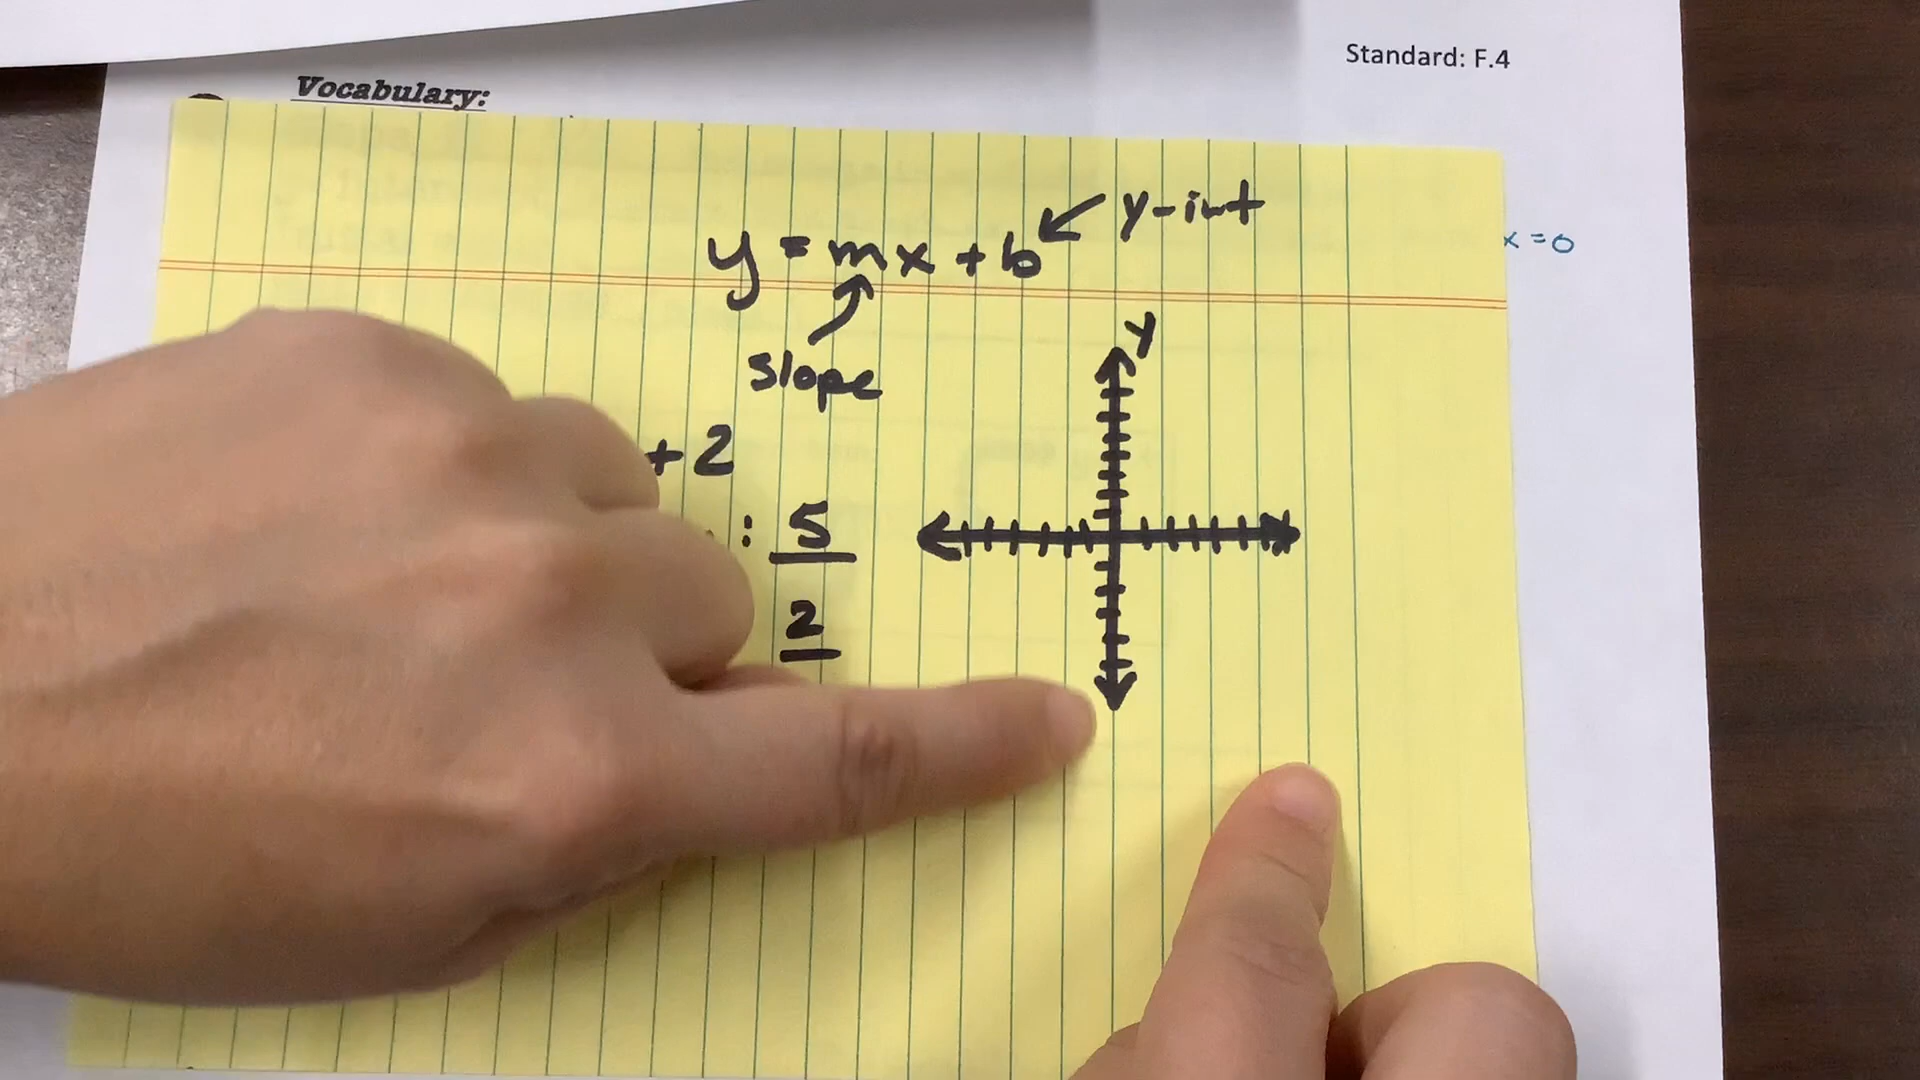 Standard: F.4
Vocabulary:
y-int
y = mx + b
x = 0
slope
y
+ 2
: 5
2